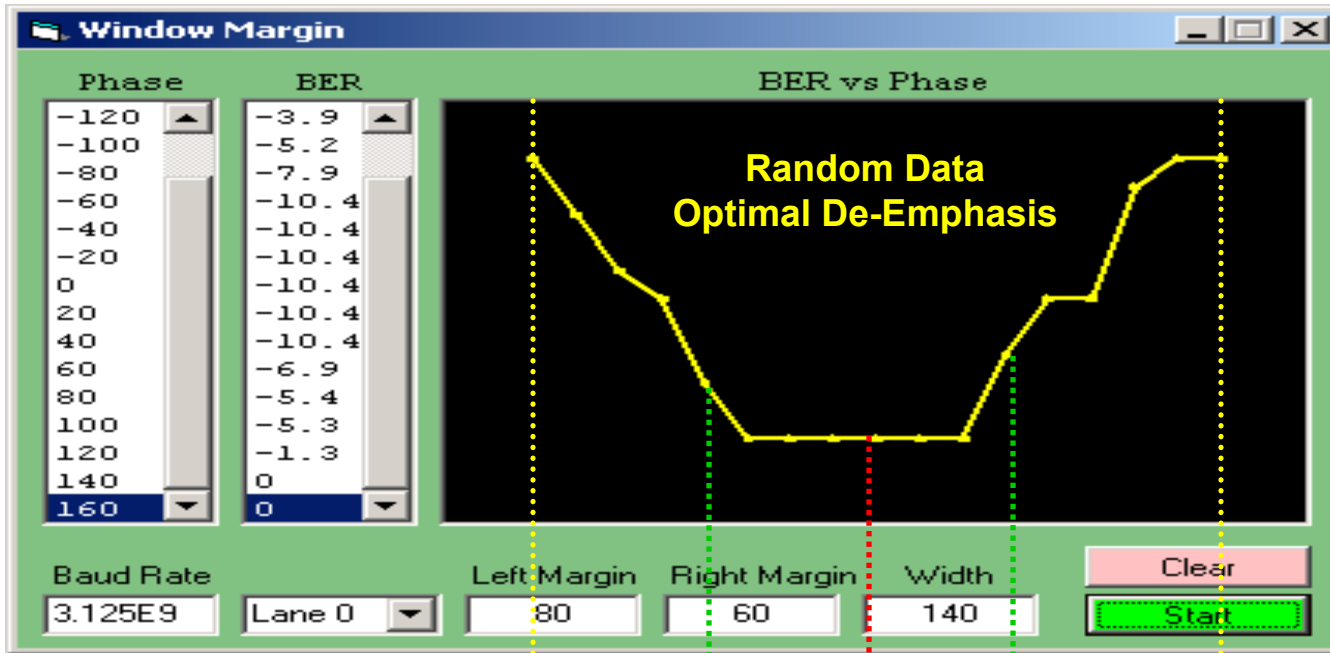 Window Margin
Phase BER BER vs Phase
-120 -3.9
-100 -5.2
-80 -7.9
-60 -10.4
-40 -10.4
-20 -10.4
0 -10.4
20 -10.4
40 -10.4
60 -6.9
80 -5.4
100 -5.3
120 -1.3
140 0
160 0
Random Data
Optimal De-Emphasis
Baud Rate Left Margin Right Margin Width Clear
3.125E9 Lane 0 80 60 140 Start